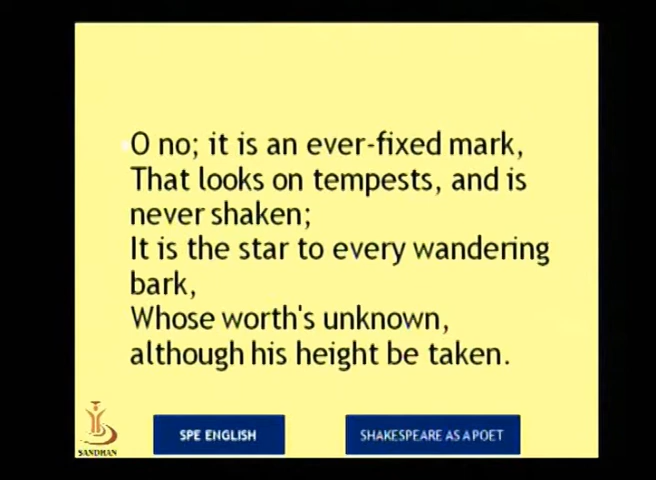 O no; it is an ever-fixed mark,
That looks on tempests, and is
never shaken;
It is the star to every wandering
bark,
Whose worth's unknown,
although his height be taken.
SANDHAN
SPE ENGLISH
SHAKESPEARE AS A POET